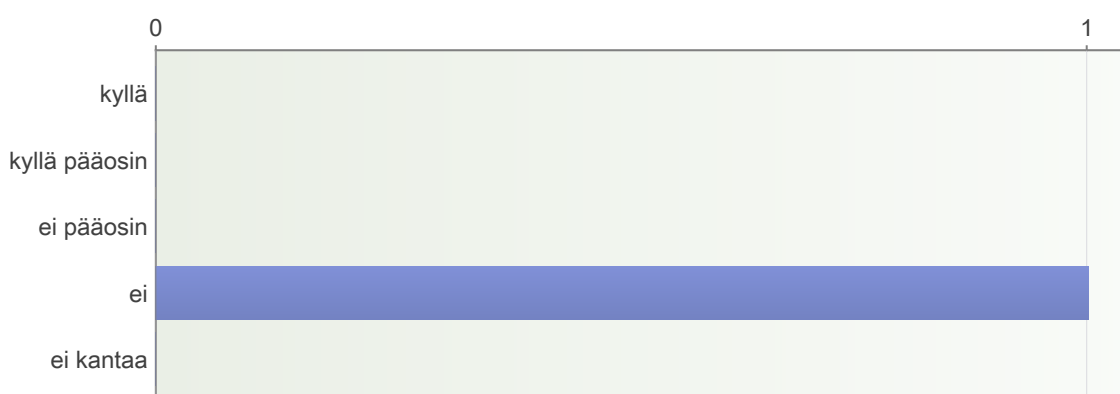 0 1
kyllä
kyllä pääosin
ei pääosin
ei
ei kantaa